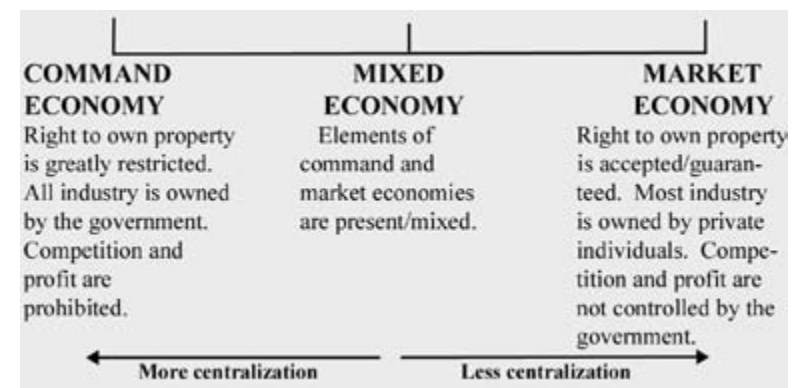 COMMAND
ECONOMY
Right to own property
is greatly restricted.
All industry is owned
by the government.
Competition and
profit are
prohibited.
MIXED
ECONOMY
Elements of
command and
market economies
are present/mixed.
MARKET
ECONOMY
Right to own property
is accepted/guaran-
teed. Most industry
is owned by private
individuals. Compe-
tition and profit are
not controlled by the
government.
More centralization
Less centralization